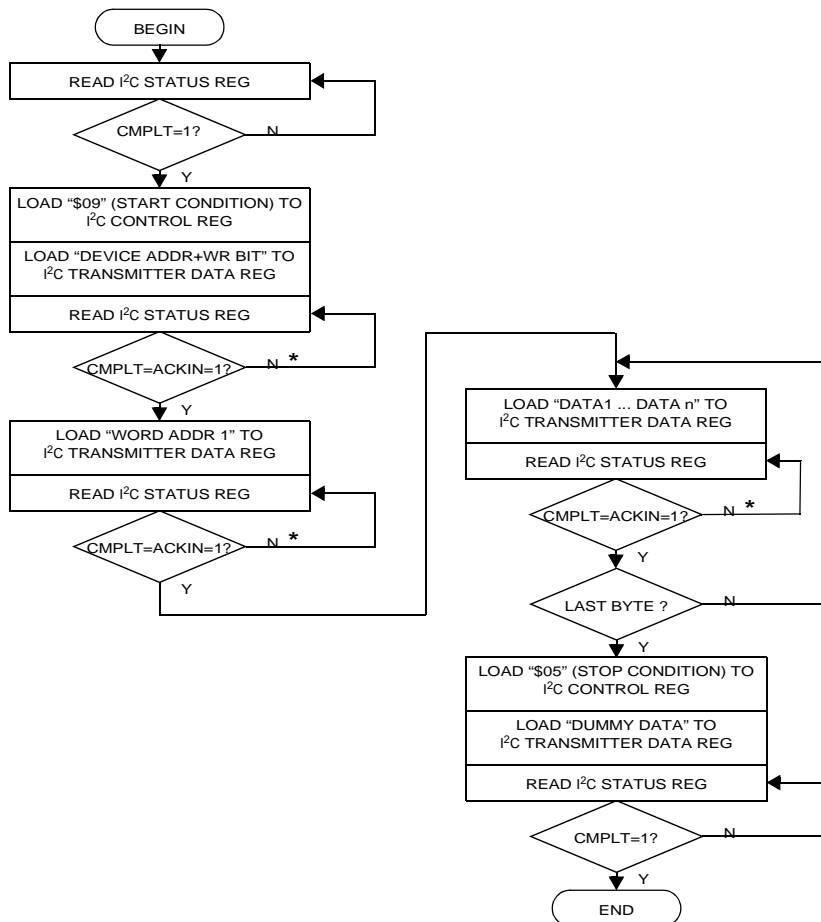 BEGIN
READ I²C STATUS REG
CMPLT=1?
N
Y
LOAD “$09” (START CONDITION) TO
I²C CONTROL REG
LOAD “DEVICE ADDR+WR BIT” TO
I²C TRANSMITTER DATA REG
READ I²C STATUS REG
CMPLT=ACKIN=1?
N *
Y
LOAD “WORD ADDR 1” TO
I²C TRANSMITTER DATA REG
READ I²C STATUS REG
CMPLT=ACKIN=1?
N *
Y
LOAD “DATA1 ... DATA n” TO
I²C TRANSMITTER DATA REG
READ I²C STATUS REG
CMPLT=ACKIN=1?
N *
Y
LAST BYTE ?
N
Y
LOAD “$05” (STOP CONDITION) TO
I²C CONTROL REG
LOAD “DUMMY DATA” TO
I²C TRANSMITTER DATA REG
READ I²C STATUS REG
CMPLT=1?
N
Y
END